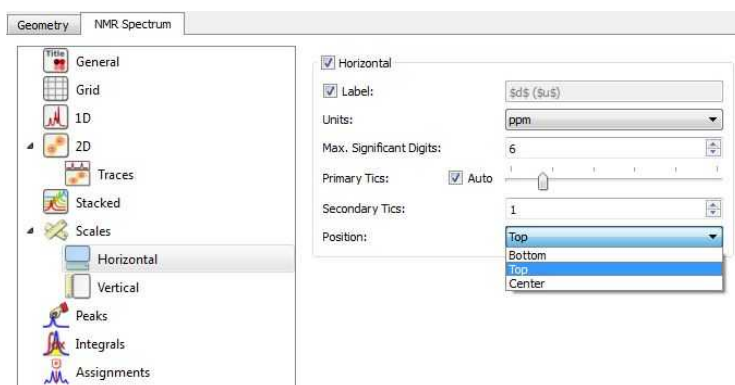 Geometry
NMR Spectrum
Title
General
Grid
1D
2D
Traces
Stacked
Scales
Horizontal
Vertical
Peaks
Integrals
Assignments
Horizontal
Label: $d$ ($u$)
Units: ppm
Max. Significant Digits: 6
Primary Tics: Auto
Secondary Tics: 1
Position: Top
Bottom
Top
Center